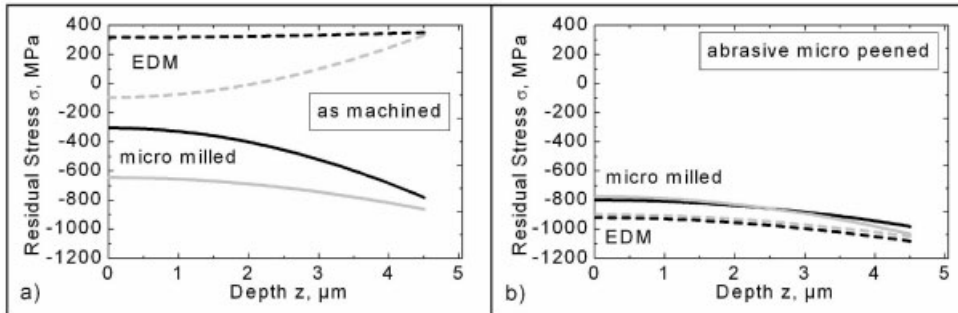 400
200
0
-200
-400
-600
-800
-1000
-1200
Residual Stress σ, MPa
EDM
as machined
micro milled
0 1 2 3 4 5
a)
Depth z, µm
400
200
0
-200
-400
-600
-800
-1000
-1200
Residual Stress σ, MPa
abrasive micro peened
micro milled
EDM
0 1 2 3 4 5
b)
Depth z, µm